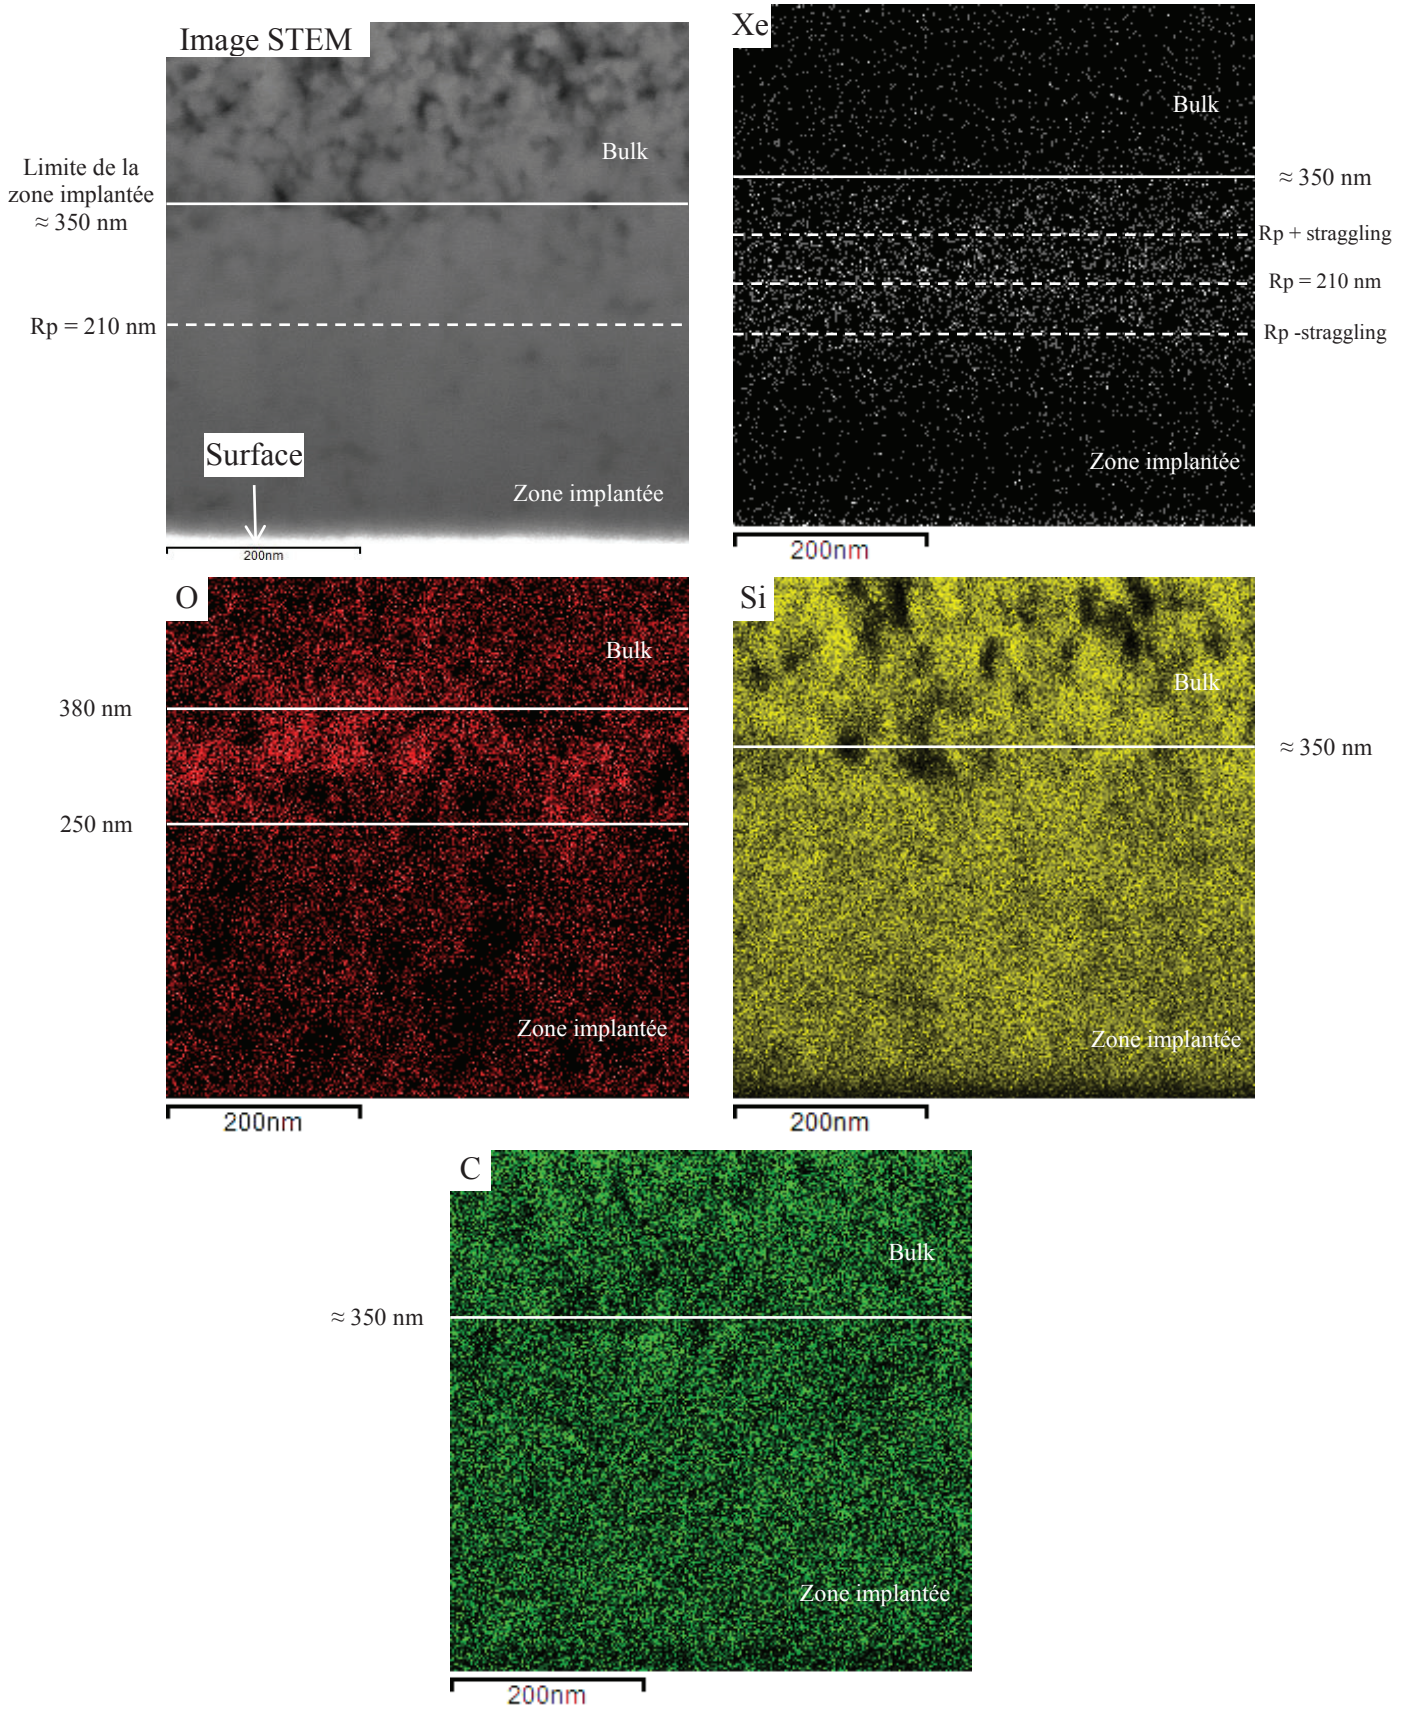 Image STEM
Bulk
Limite de la
zone implantée
≈ 350 nm
Rp = 210 nm
Surface
Zone implantée
200nm
Xe
Bulk
≈ 350 nm
Rp + straggling
Rp = 210 nm
Rp -straggling
Zone implantée
200nm
O
Bulk
380 nm
250 nm
Zone implantée
200nm
Si
Bulk
≈ 350 nm
Zone implantée
200nm
C
Bulk
≈ 350 nm
Zone implantée
200nm